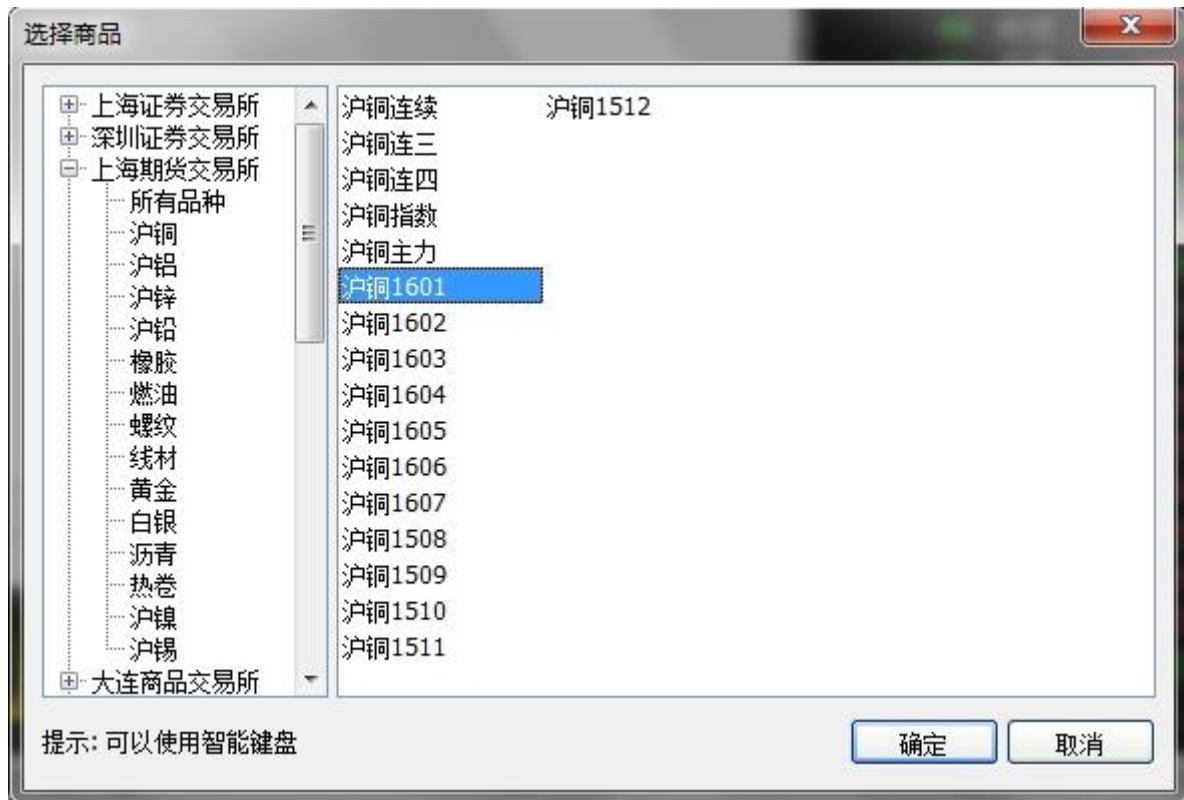 选择商品
上海证券交易所
深圳证券交易所
上海期货交易所
所有品种
沪铜
沪铝
沪锌
沪铅
橡胶
燃油
螺纹
线材
黄金
白银
沥青
热卷
沪镍
沪锡
大连商品交易所
沪铜连续
沪铜连三
沪铜连四
沪铜指数
沪铜主力
沪铜1601
沪铜1602
沪铜1603
沪铜1604
沪铜1605
沪铜1606
沪铜1607
沪铜1508
沪铜1509
沪铜1510
沪铜1511
沪铜1512
提示: 可以使用智能键盘
确定
取消